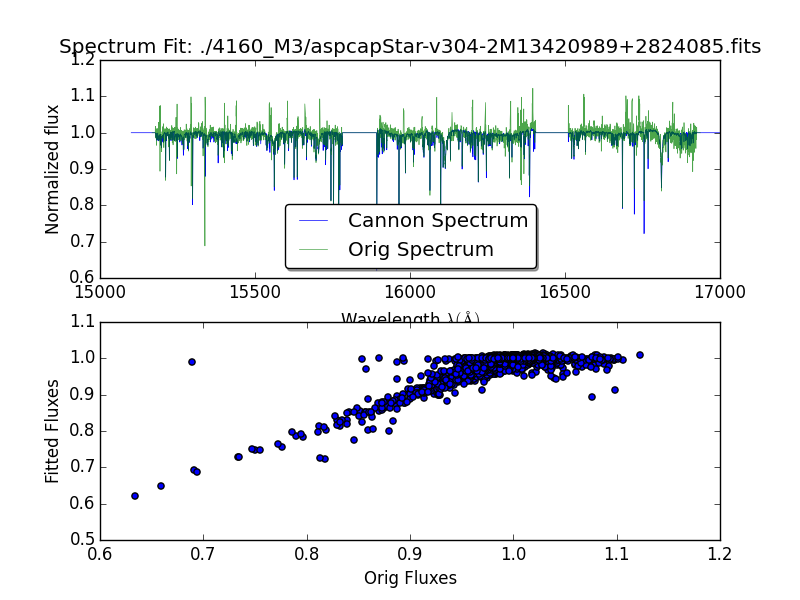 Spectrum Fit: ./4160_M3/aspcapStar-v304-2M13420989+2824085.fits
1.2
1.1
1.0
0.9
0.8
0.7
0.6
Normalized flux
Cannon Spectrum
Orig Spectrum
15000 15500 16000 16500 17000
Wavelength λ(Å)
1.1
1.0
0.9
0.8
0.7
0.6
0.5
Fitted Fluxes
0.6 0.7 0.8 0.9 1.0 1.1 1.2
Orig Fluxes